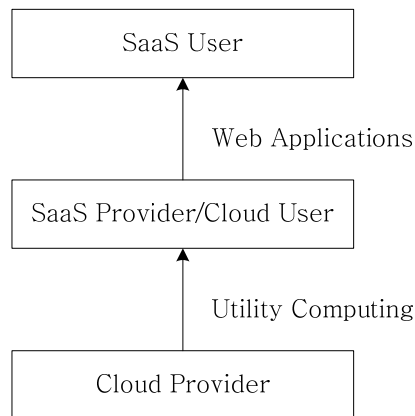 SaaS User
Web Applications
SaaS Provider/Cloud User
Utility Computing
Cloud Provider